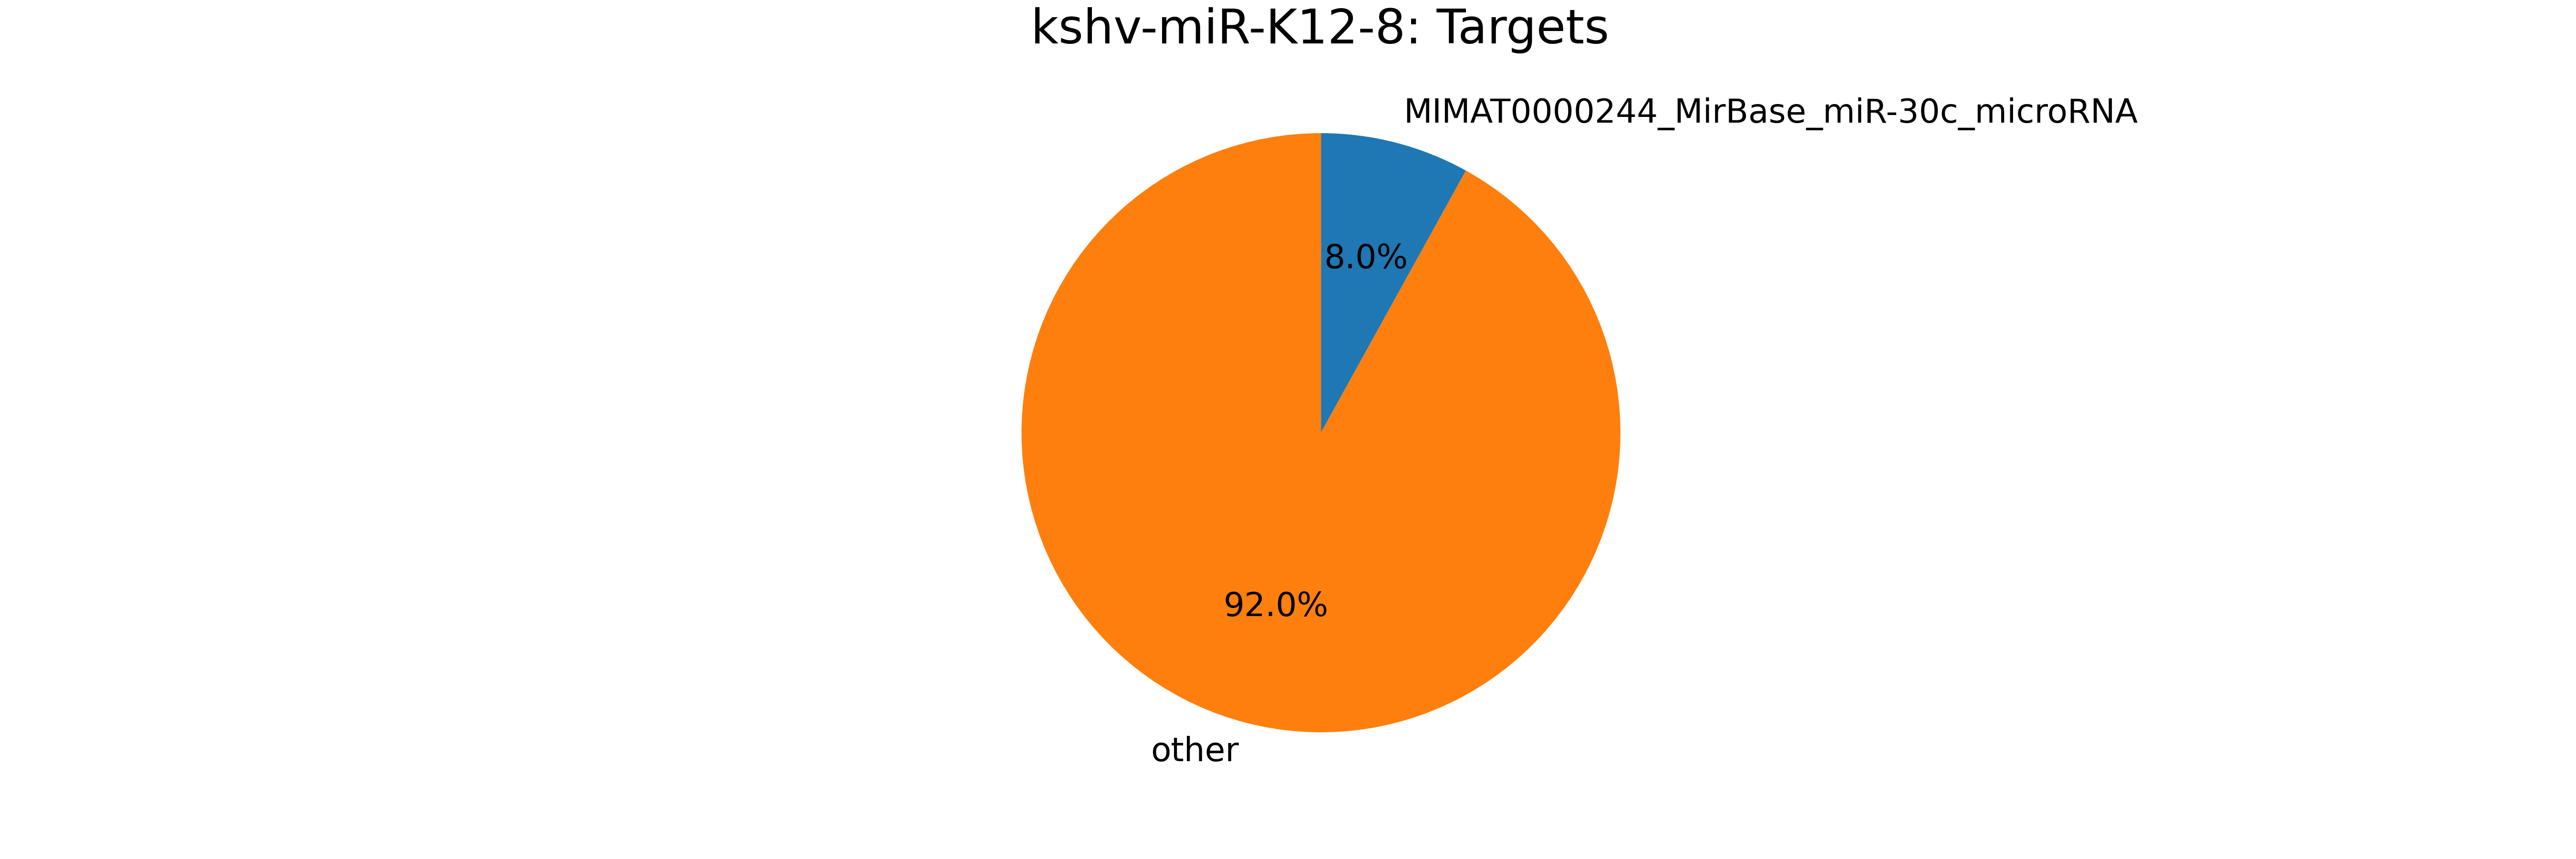 kshv-miR-K12-8: Targets
MIMAT0000244_MirBase_miR-30c_microRNA
8.0%
92.0%
other